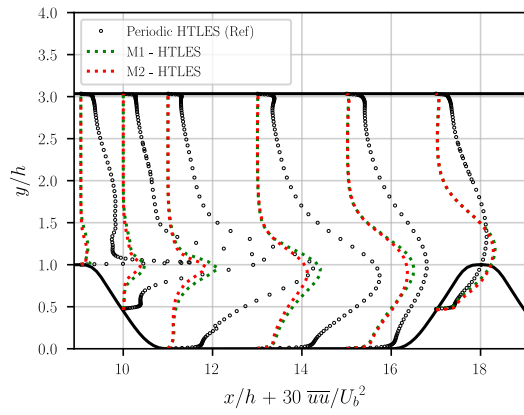 4.0
3.5
3.0
2.5
2.0
1.5
1.0
0.5
0.0
y/h
Periodic HTLES (Ref)
M1 - HTLES
M2 - HTLES
10 12 14 16 18
x/h + 30 \overline{uu}/U_b^2